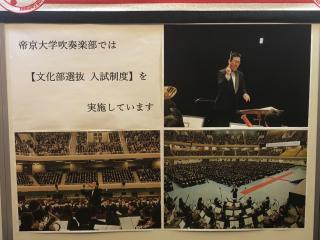 帝京大学吹奏楽部では
【文化部選抜 入試制度】を
実施しています